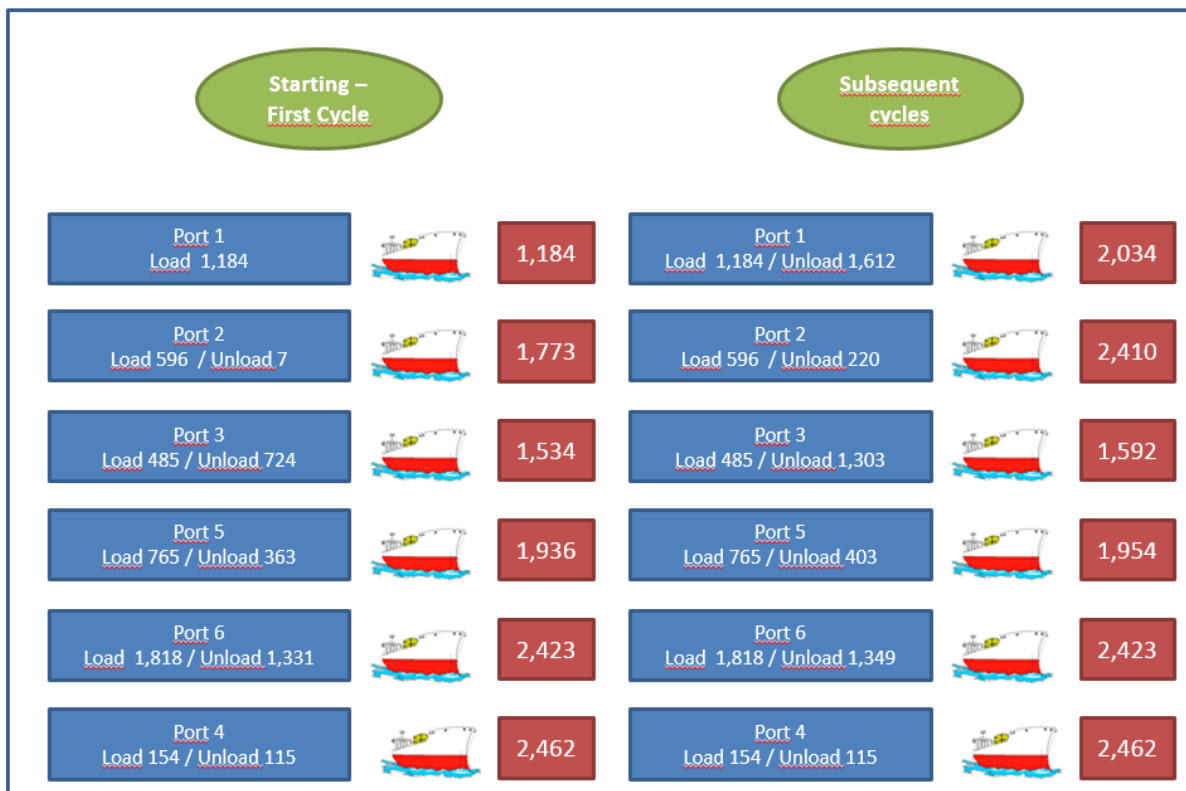 Starting –
First Cycle
Subsequent
cycles
Port 1
Load 1,184
1,184
Port 1
Load 1,184 / Unload 1,612
2,034
Port 2
Load 596 / Unload 7
1,773
Port 2
Load 596 / Unload 220
2,410
Port 3
Load 485 / Unload 724
1,534
Port 3
Load 485 / Unload 1,303
1,592
Port 5
Load 765 / Unload 363
1,936
Port 5
Load 765 / Unload 403
1,954
Port 6
Load 1,818 / Unload 1,331
2,423
Port 6
Load 1,818 / Unload 1,349
2,423
Port 4
Load 154 / Unload 115
2,462
Port 4
Load 154 / Unload 115
2,462